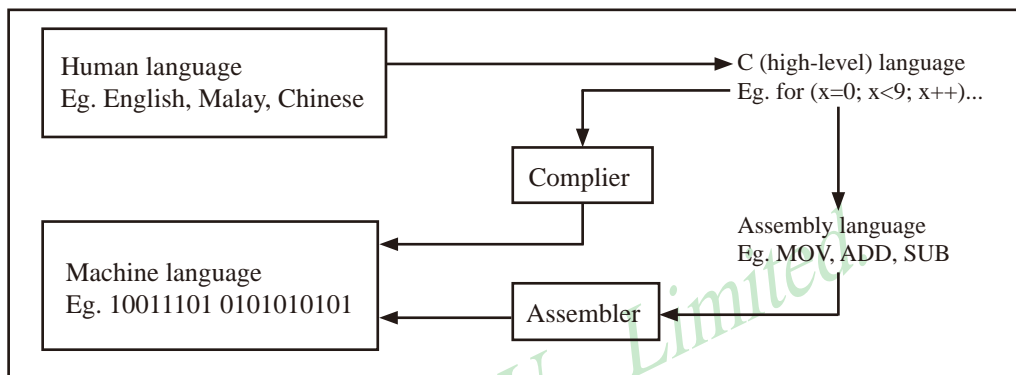 Human language
Eg. English, Malay, Chinese
C (high-level) language
Eg. for (x=0; x<9; x++)...
Complier
Assembly language
Eg. MOV, ADD, SUB
Machine language
Eg. 10011101 0101010101
Assembler
Limited.